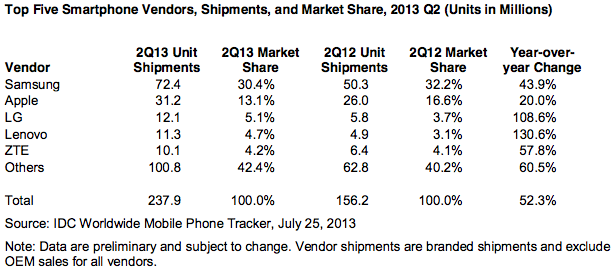 Top Five Smartphone Vendors, Shipments, and Market Share, 2013 Q2 (Units in Millions)
2Q13 Unit 2Q13 Market 2Q12 Unit 2Q12 Market Year-over-
Vendor Shipments Share Shipments Share year Change
Samsung 72.4 30.4% 50.3 32.2% 43.9%
Apple 31.2 13.1% 26.0 16.6% 20.0%
LG 12.1 5.1% 5.8 3.7% 108.6%
Lenovo 11.3 4.7% 4.9 3.1% 130.6%
ZTE 10.1 4.2% 6.4 4.1% 57.8%
Others 100.8 42.4% 62.8 40.2% 60.5%
Total 237.9 100.0% 156.2 100.0% 52.3%
Source: IDC Worldwide Mobile Phone Tracker, July 25, 2013
Note: Data are preliminary and subject to change. Vendor shipments are branded shipments and exclude
OEM sales for all vendors.